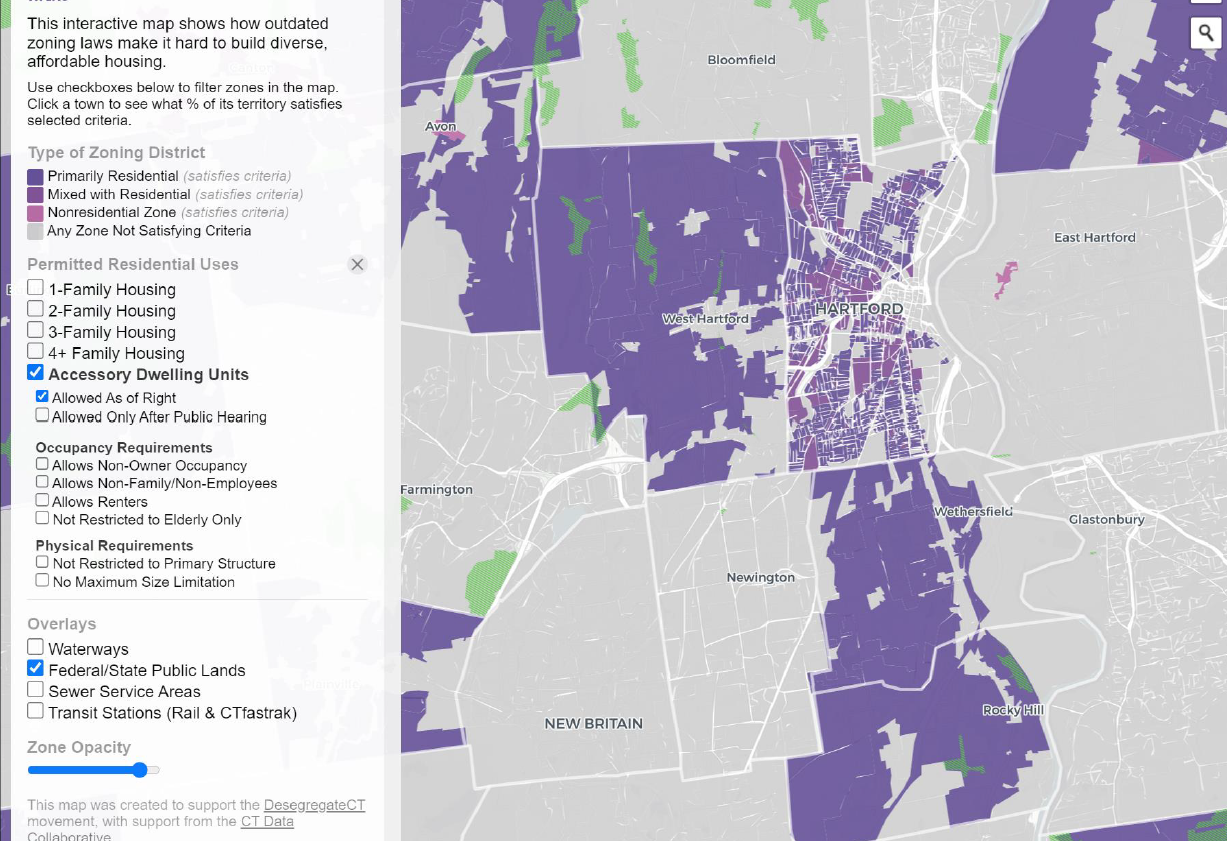 This interactive map shows how outdated
zoning laws make it hard to build diverse,
affordable housing.
Use checkboxes below to filter zones in the map.
Click a town to see what % of its territory satisfies
selected criteria.
Type of Zoning District
Primarily Residential (satisfies criteria)
Mixed with Residential (satisfies criteria)
Nonresidential Zone (satisfies criteria)
Any Zone Not Satisfying Criteria
Permitted Residential Uses
1-Family Housing
2-Family Housing
3-Family Housing
4+ Family Housing
Accessory Dwelling Units
Allowed As of Right
Allowed Only After Public Hearing
Occupancy Requirements
Allows Non-Owner Occupancy
Allows Non-Family/Non-Employees
Allows Renters
Not Restricted to Elderly Only
Physical Requirements
Not Restricted to Primary Structure
No Maximum Size Limitation
Overlays
Waterways
Federal/State Public Lands
Sewer Service Areas
Transit Stations (Rail & CTfastrak)
Zone Opacity
This map was created to support the DesegregateCT
movement, with support from the CT Data
Collaborative
Bloomfield
Avon
East Hartford
HARTFORD
West Hartford
Farmington
Wethersfield
Glastonbury
Newington
Rocky Hill
NEW BRITAIN